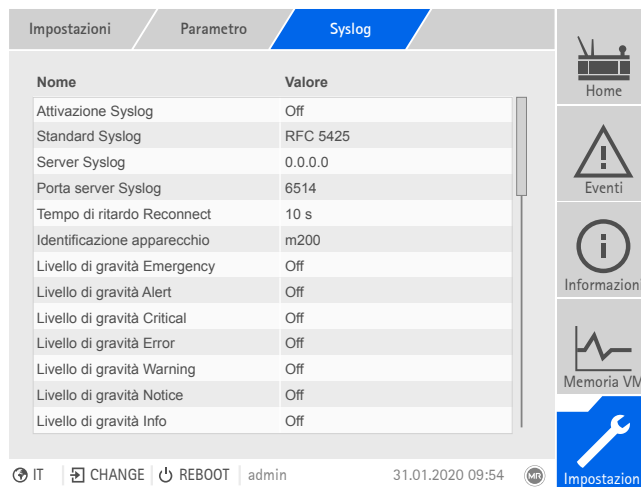 Impostazioni Parametro Syslog
Nome Valore
Attivazione Syslog Off
Standard Syslog RFC 5425
Server Syslog 0.0.0.0
Porta server Syslog 6514
Tempo di ritardo Reconnect 10 s
Identificazione apparecchio m200
Livello di gravità Emergency Off
Livello di gravità Alert Off
Livello di gravità Critical Off
Livello di gravità Error Off
Livello di gravità Warning Off
Livello di gravità Notice Off
Livello di gravità Info Off
Home
Eventi
Informazioni
Memoria VM
Impostazion
IT CHANGE REBOOT admin 31.01.2020 09:54 MR